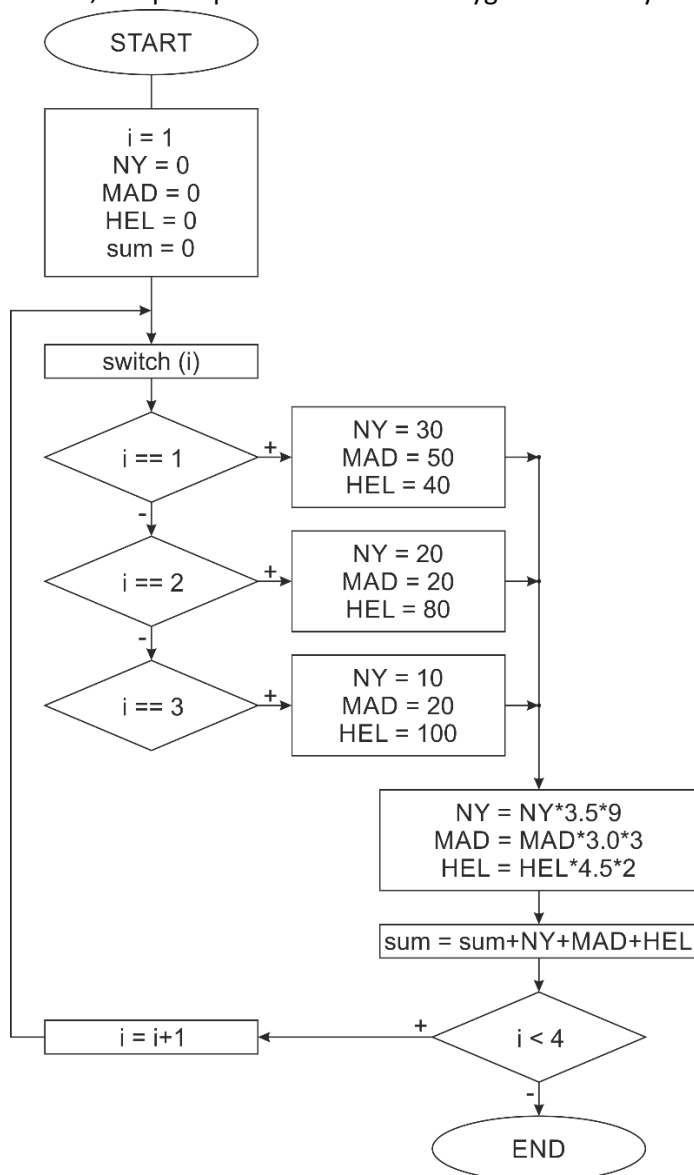 START
i = 1
NY = 0
MAD = 0
HEL = 0
sum = 0
switch (i)
i == 1
+
NY = 30
MAD = 50
HEL = 40
-
i == 2
+
NY = 20
MAD = 20
HEL = 80
-
i == 3
+
NY = 10
MAD = 20
HEL = 100
NY = NY*3.5*9
MAD = MAD*3.0*3
HEL = HEL*4.5*2
sum = sum+NY+MAD+HEL
i < 4
+
i = i+1
-
END